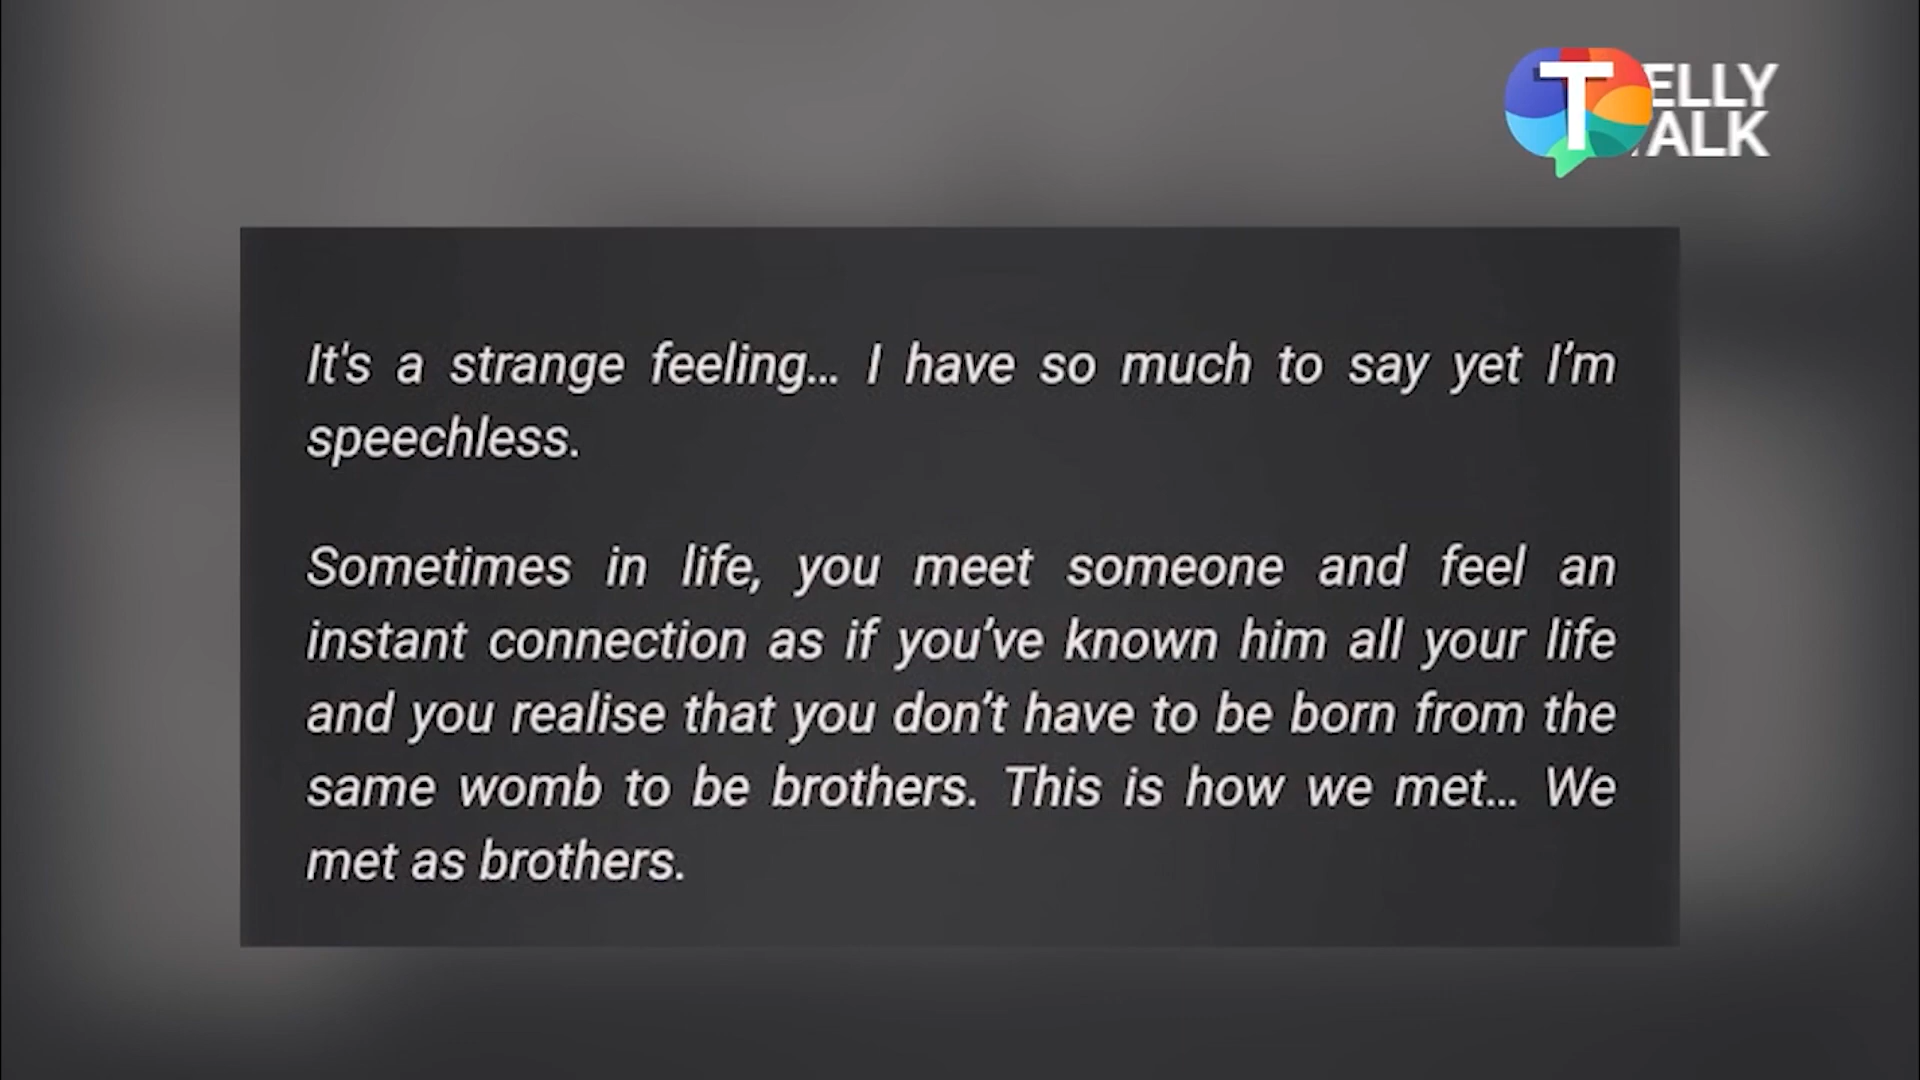 TELLY
TALK
It's a strange feeling... I have so much to say yet I’m
speechless.
Sometimes in life, you meet someone and feel an
instant connection as if you’ve known him all your life
and you realise that you don’t have to be born from the
same womb to be brothers. This is how we met... We
met as brothers.